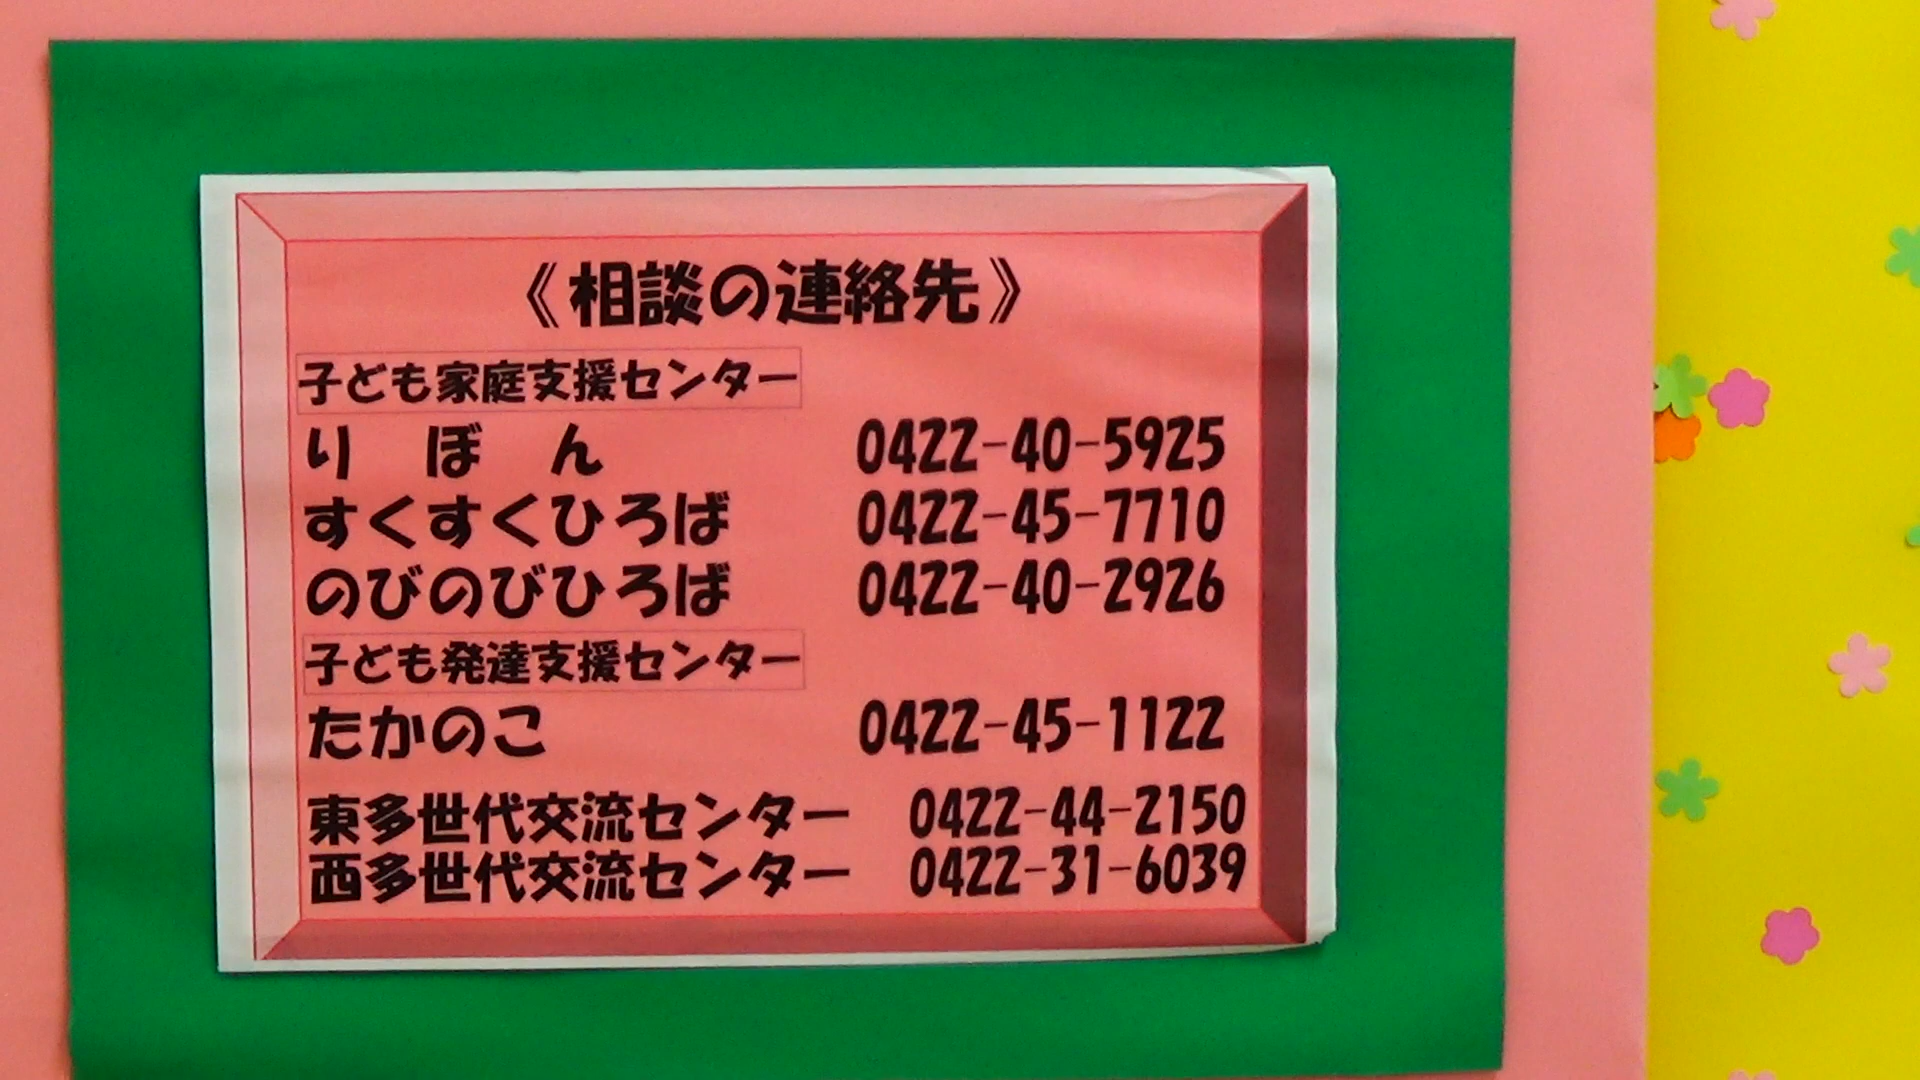 《相談の連絡先》
子ども家庭支援センター
り　ぼ　ん　0422-40-5925
すくすくひろば　0422-45-7710
のびのびひろば　0422-40-2926
子ども発達支援センター
たかのこ　0422-45-1122
東多世代交流センター　0422-44-2150
西多世代交流センター　0422-31-6039